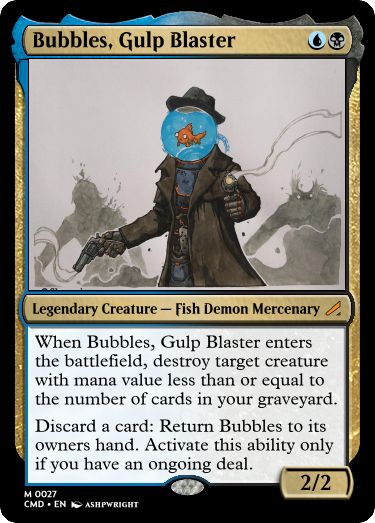 Bubbles, Gulp Blaster
Legendary Creature — Fish Demon Mercenary
When Bubbles, Gulp Blaster enters
the battlefield, destroy target creature
with mana value less than or equal to
the number of cards in your graveyard.
Discard a card: Return Bubbles to its
owners hand. Activate this ability only
if you have an ongoing deal.
2/2
M 0027
CMD • EN ASHPWRIGHT